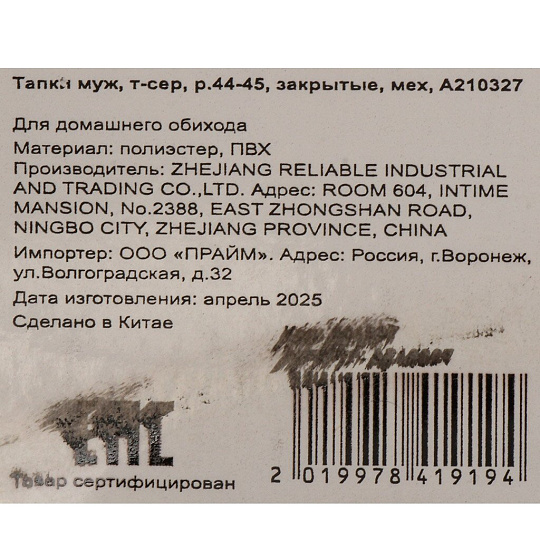 Тапки муж, т-сер, р.44-45, закрытые, мех, A210327
Для домашнего обихода
Материал: полиэстер, ПВХ
Производитель: ZHEJIANG RELIABLE INDUSTRIAL
AND TRADING CO.,LTD. Адрес: ROOM 604, INTIME
MANSION, No.2388, EAST ZHONGSHAN ROAD,
NINGBO CITY, ZHEJIANG PROVINCE, CHINA
Импортер: ООО «ПРАЙМ». Адрес: Россия, г.Воронеж,
ул.Волгоградская, д.32
Дата изготовления: апрель 2025
Сделано в Китае
EAC
Товар сертифицирован
2 019978 419194